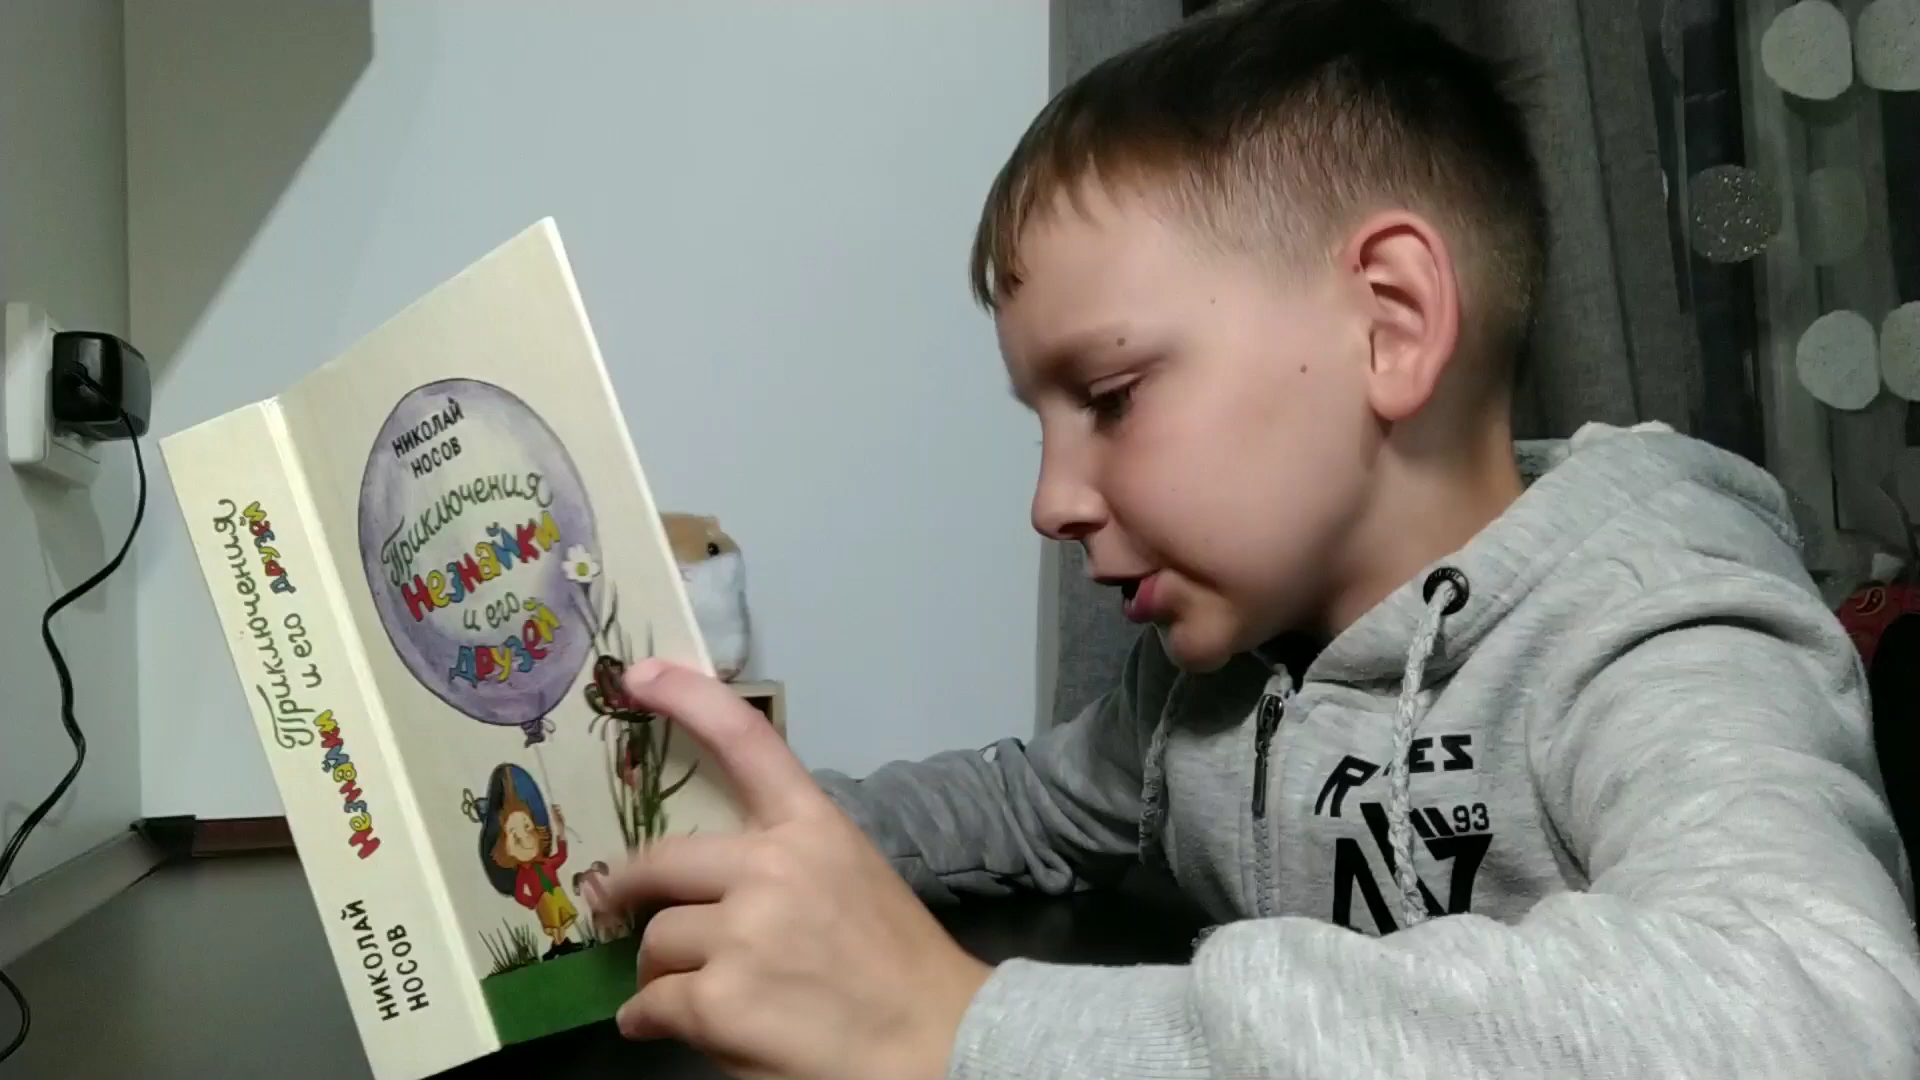 НИКОЛАЙ
НОСОВ
Приключения
Незнайки
и его
друзей
Приключения
Незнайки и его друзей
НИКОЛАЙ
НОСОВ
93